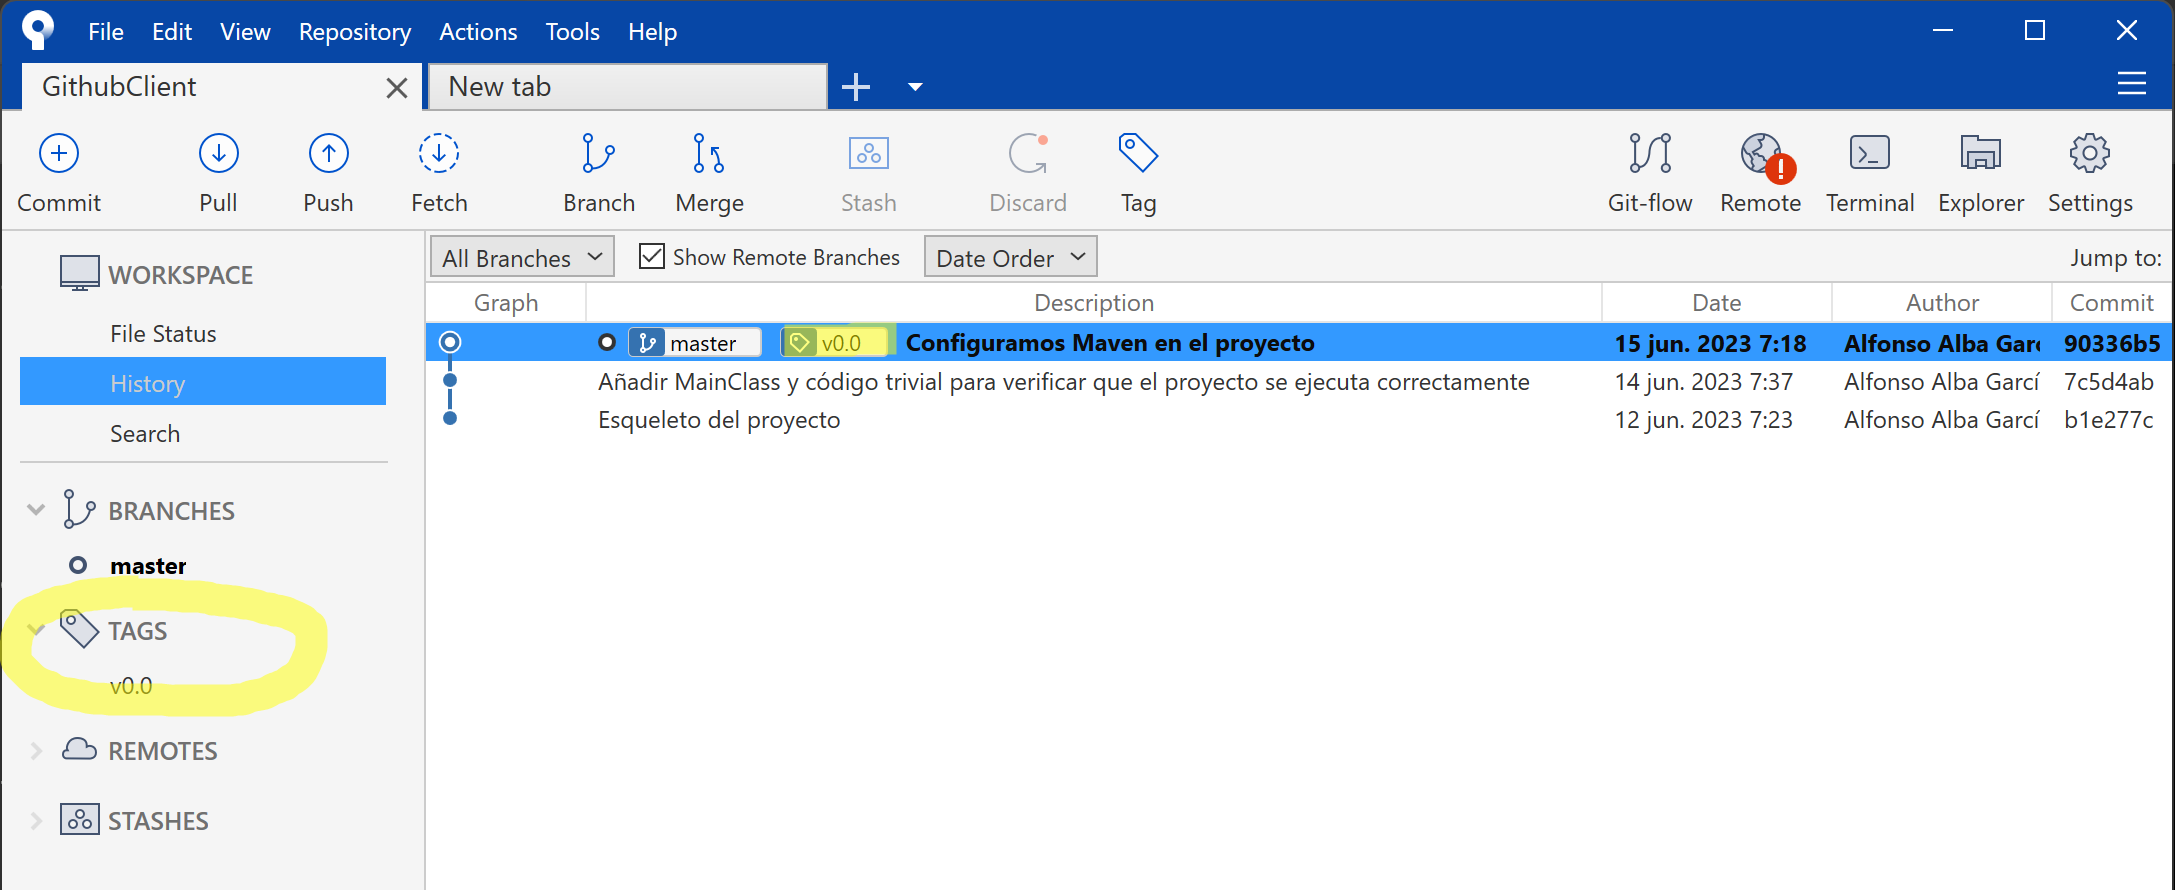 File Edit View Repository Actions Tools Help
GithubClient New tab
Commit Pull Push Fetch Branch Merge Stash Discard Tag Git-flow Remote Terminal Explorer Settings
All Branches Show Remote Branches Date Order Jump to:
WORKSPACE
File Status
History
Search
BRANCHES
master
TAGS
v0.0
REMOTES
STASHES
Graph Description Date Author Commit
master v0.0 Configuramos Maven en el proyecto 15 jun. 2023 7:18 Alfonso Alba Garc 90336b5
Añadir MainClass y código trivial para verificar que el proyecto se ejecuta correctamente 14 jun. 2023 7:37 Alfonso Alba Garcí 7c5d4ab
Esqueleto del proyecto 12 jun. 2023 7:23 Alfonso Alba Garcí b1e277c